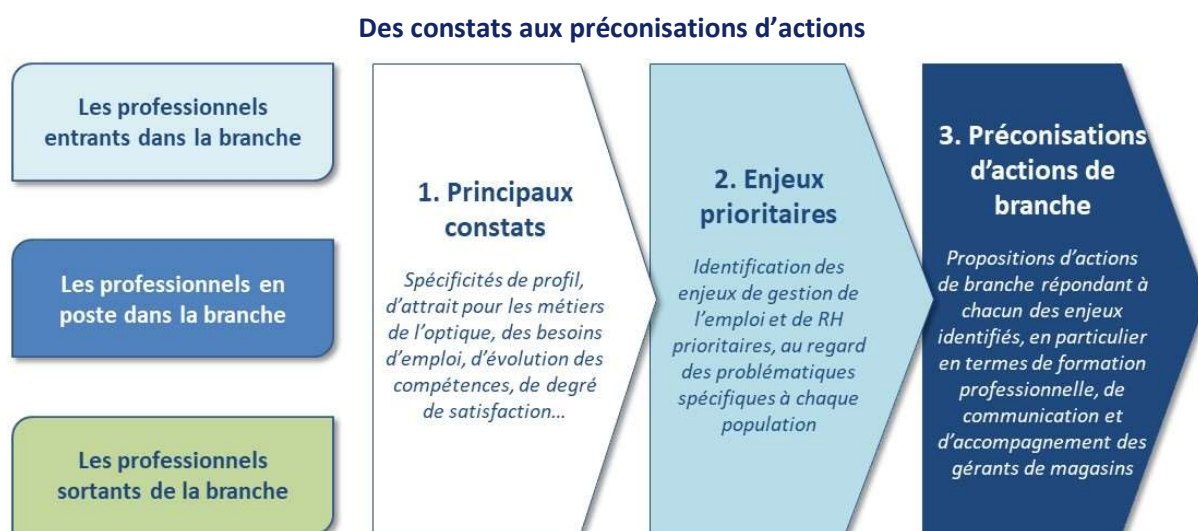 Des constats aux préconisations d’actions
Les professionnels
entrants dans la branche
Les professionnels en
poste dans la branche
Les professionnels
sortants de la branche
1. Principaux
constats
Spécificités de profil,
d’attrait pour les métiers
de l’optique, des besoins
d’emploi, d’évolution des
compétences, de degré
de satisfaction…
2. Enjeux
prioritaires
Identification des
enjeux de gestion de
l’emploi et de RH
prioritaires, au regard
des problématiques
spécifiques à chaque
population
3. Préconisations
d’actions de
branche
Propositions d’actions
de branche répondant à
chacun des enjeux
identifiés, en particulier
en termes de formation
professionnelle, de
communication et
d’accompagnement des
gérants de magasins